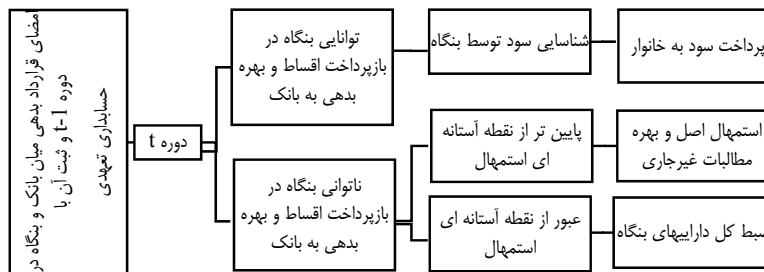 امضای قرارداد بدهی میان بانک و بنگاه در
دوره t-1 و ثبت آن با
حسابداری تعهدی
دوره t
توانایی بنگاه در
بازپرداخت اقساط و بهره
بدهی به بانک
شناسایی سود توسط بنگاه
پرداخت سود به خانوار
ناتوانی بنگاه در
بازپرداخت اقساط و بهره
بدهی به بانک
پایین تر از نقطه آستانه
ای استمهال
استمهال اصل و بهره
مطالبات غیرجاری
عبور از نقطه آستانه ای
استمهال
کل داراییهای بنگاه